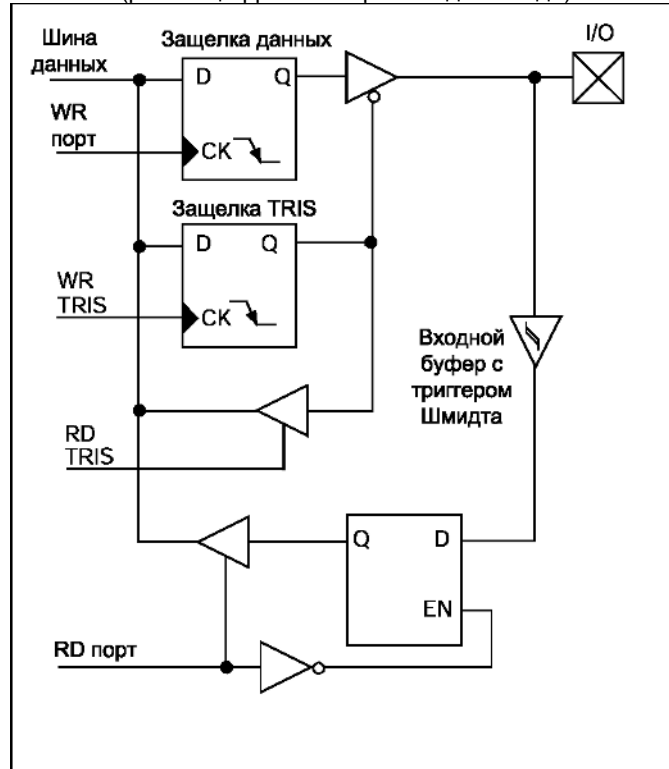 Шина
данных
Защелка данных
I/O
D Q
WR
порт
CK
Защелка TRIS
D Q
WR
TRIS
CK
Входной
буфер с
триггером
Шмидта
RD
TRIS
Q D
EN
RD порт